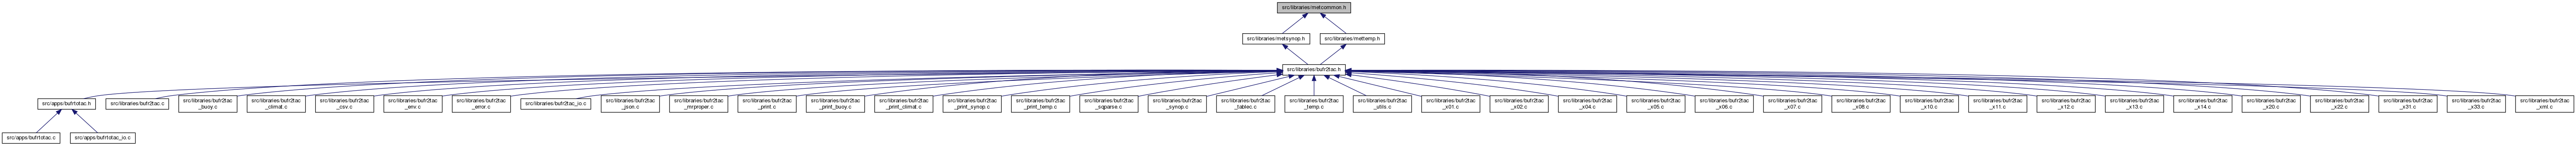 src/libraries/metcommon.h
src/libraries/metsynop.h
src/libraries/mettemp.h
src/libraries/bufr2tac.h
src/apps/bufrtotac.h
src/libraries/bufr2tac.c
src/libraries/bufr2tac
_buoy.c
src/libraries/bufr2tac
_climat.c
src/libraries/bufr2tac
_csv.c
src/libraries/bufr2tac
_env.c
src/libraries/bufr2tac
_error.c
src/libraries/bufr2tac_io.c
src/libraries/bufr2tac
_json.c
src/libraries/bufr2tac
_mrproper.c
src/libraries/bufr2tac
_print.c
src/libraries/bufr2tac
_print_buoy.c
src/libraries/bufr2tac
_print_climat.c
src/libraries/bufr2tac
_print_synop.c
src/libraries/bufr2tac
_print_temp.c
src/libraries/bufr2tac
_sqparse.c
src/libraries/bufr2tac
_synop.c
src/libraries/bufr2tac
_tablec.c
src/libraries/bufr2tac
_temp.c
src/libraries/bufr2tac
_utils.c
src/libraries/bufr2tac
_x01.c
src/libraries/bufr2tac
_x02.c
src/libraries/bufr2tac
_x04.c
src/libraries/bufr2tac
_x05.c
src/libraries/bufr2tac
_x06.c
src/libraries/bufr2tac
_x07.c
src/libraries/bufr2tac
_x08.c
src/libraries/bufr2tac
_x10.c
src/libraries/bufr2tac
_x11.c
src/libraries/bufr2tac
_x12.c
src/libraries/bufr2tac
_x13.c
src/libraries/bufr2tac
_x14.c
src/libraries/bufr2tac
_x20.c
src/libraries/bufr2tac
_x22.c
src/libraries/bufr2tac
_x31.c
src/libraries/bufr2tac
_x33.c
src/libraries/bufr2tac
_xml.c
src/apps/bufrtotac.c
src/apps/bufrtotac_io.c